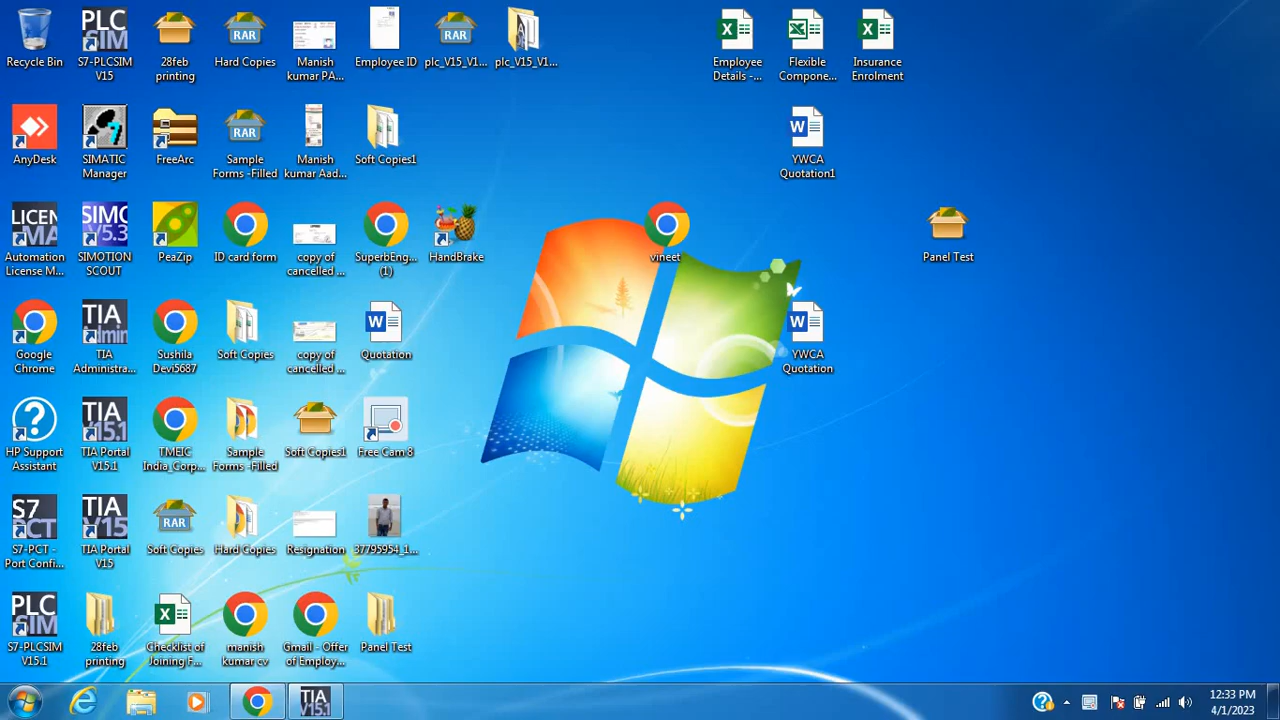 Recycle Bin
S7-PLCSIM
V15
28feb
printing
Hard Copies
Manish
kumar PA...
Employee ID
plc_V15_V1...
plc_V15_V1...
Employee
Details -...
Flexible
Compone...
Insurance
Enrolment
AnyDesk
SIMATIC
Manager
FreeArc
Sample
Forms -Filled
Manish
kumar Aad...
Soft Copies1
YWCA
Quotation1
Automation
License M...
SIMOTION
SCOUT
PeaZip
ID card form
copy of
cancelled ...
SuperbEng...
(1)
HandBrake
vineet
Panel Test
Google
Chrome
TIA
Administra...
Sushila
Devi5687
Soft Copies
copy of
cancelled ...
Quotation
YWCA
Quotation
HP Support
Assistant
TIA Portal
V15.1
TMEIC
India_Corp...
Sample
Forms -Filled
Soft Copies1
Free Cam 8
S7-PCT -
Port Confi...
TIA Portal
V15
Soft Copies
Hard Copies
Resignation
37795954_1...
S7-PLCSIM
V15.1
28feb
printing
Checklist of
Joining F...
manish
kumar cv
Gmail - Offer
of Employ...
Panel Test
12:33 PM
4/1/2023